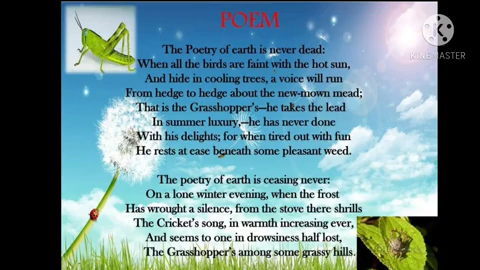 POEM
KINEMASTER
The Poetry of earth is never dead:
When all the birds are faint with the hot sun,
And hide in cooling trees, a voice will run
From hedge to hedge about the new-mown mead;
That is the Grasshopper's—he takes the lead
In summer luxury,—he has never done
With his delights; for when tired out with fun
He rests at ease beneath some pleasant weed.
The poetry of earth is ceasing never:
On a lone winter evening, when the frost
Has wrought a silence, from the stove there shrills
The Cricket's song, in warmth increasing ever,
And seems to one in drowsiness half lost,
The Grasshopper's among some grassy hills.